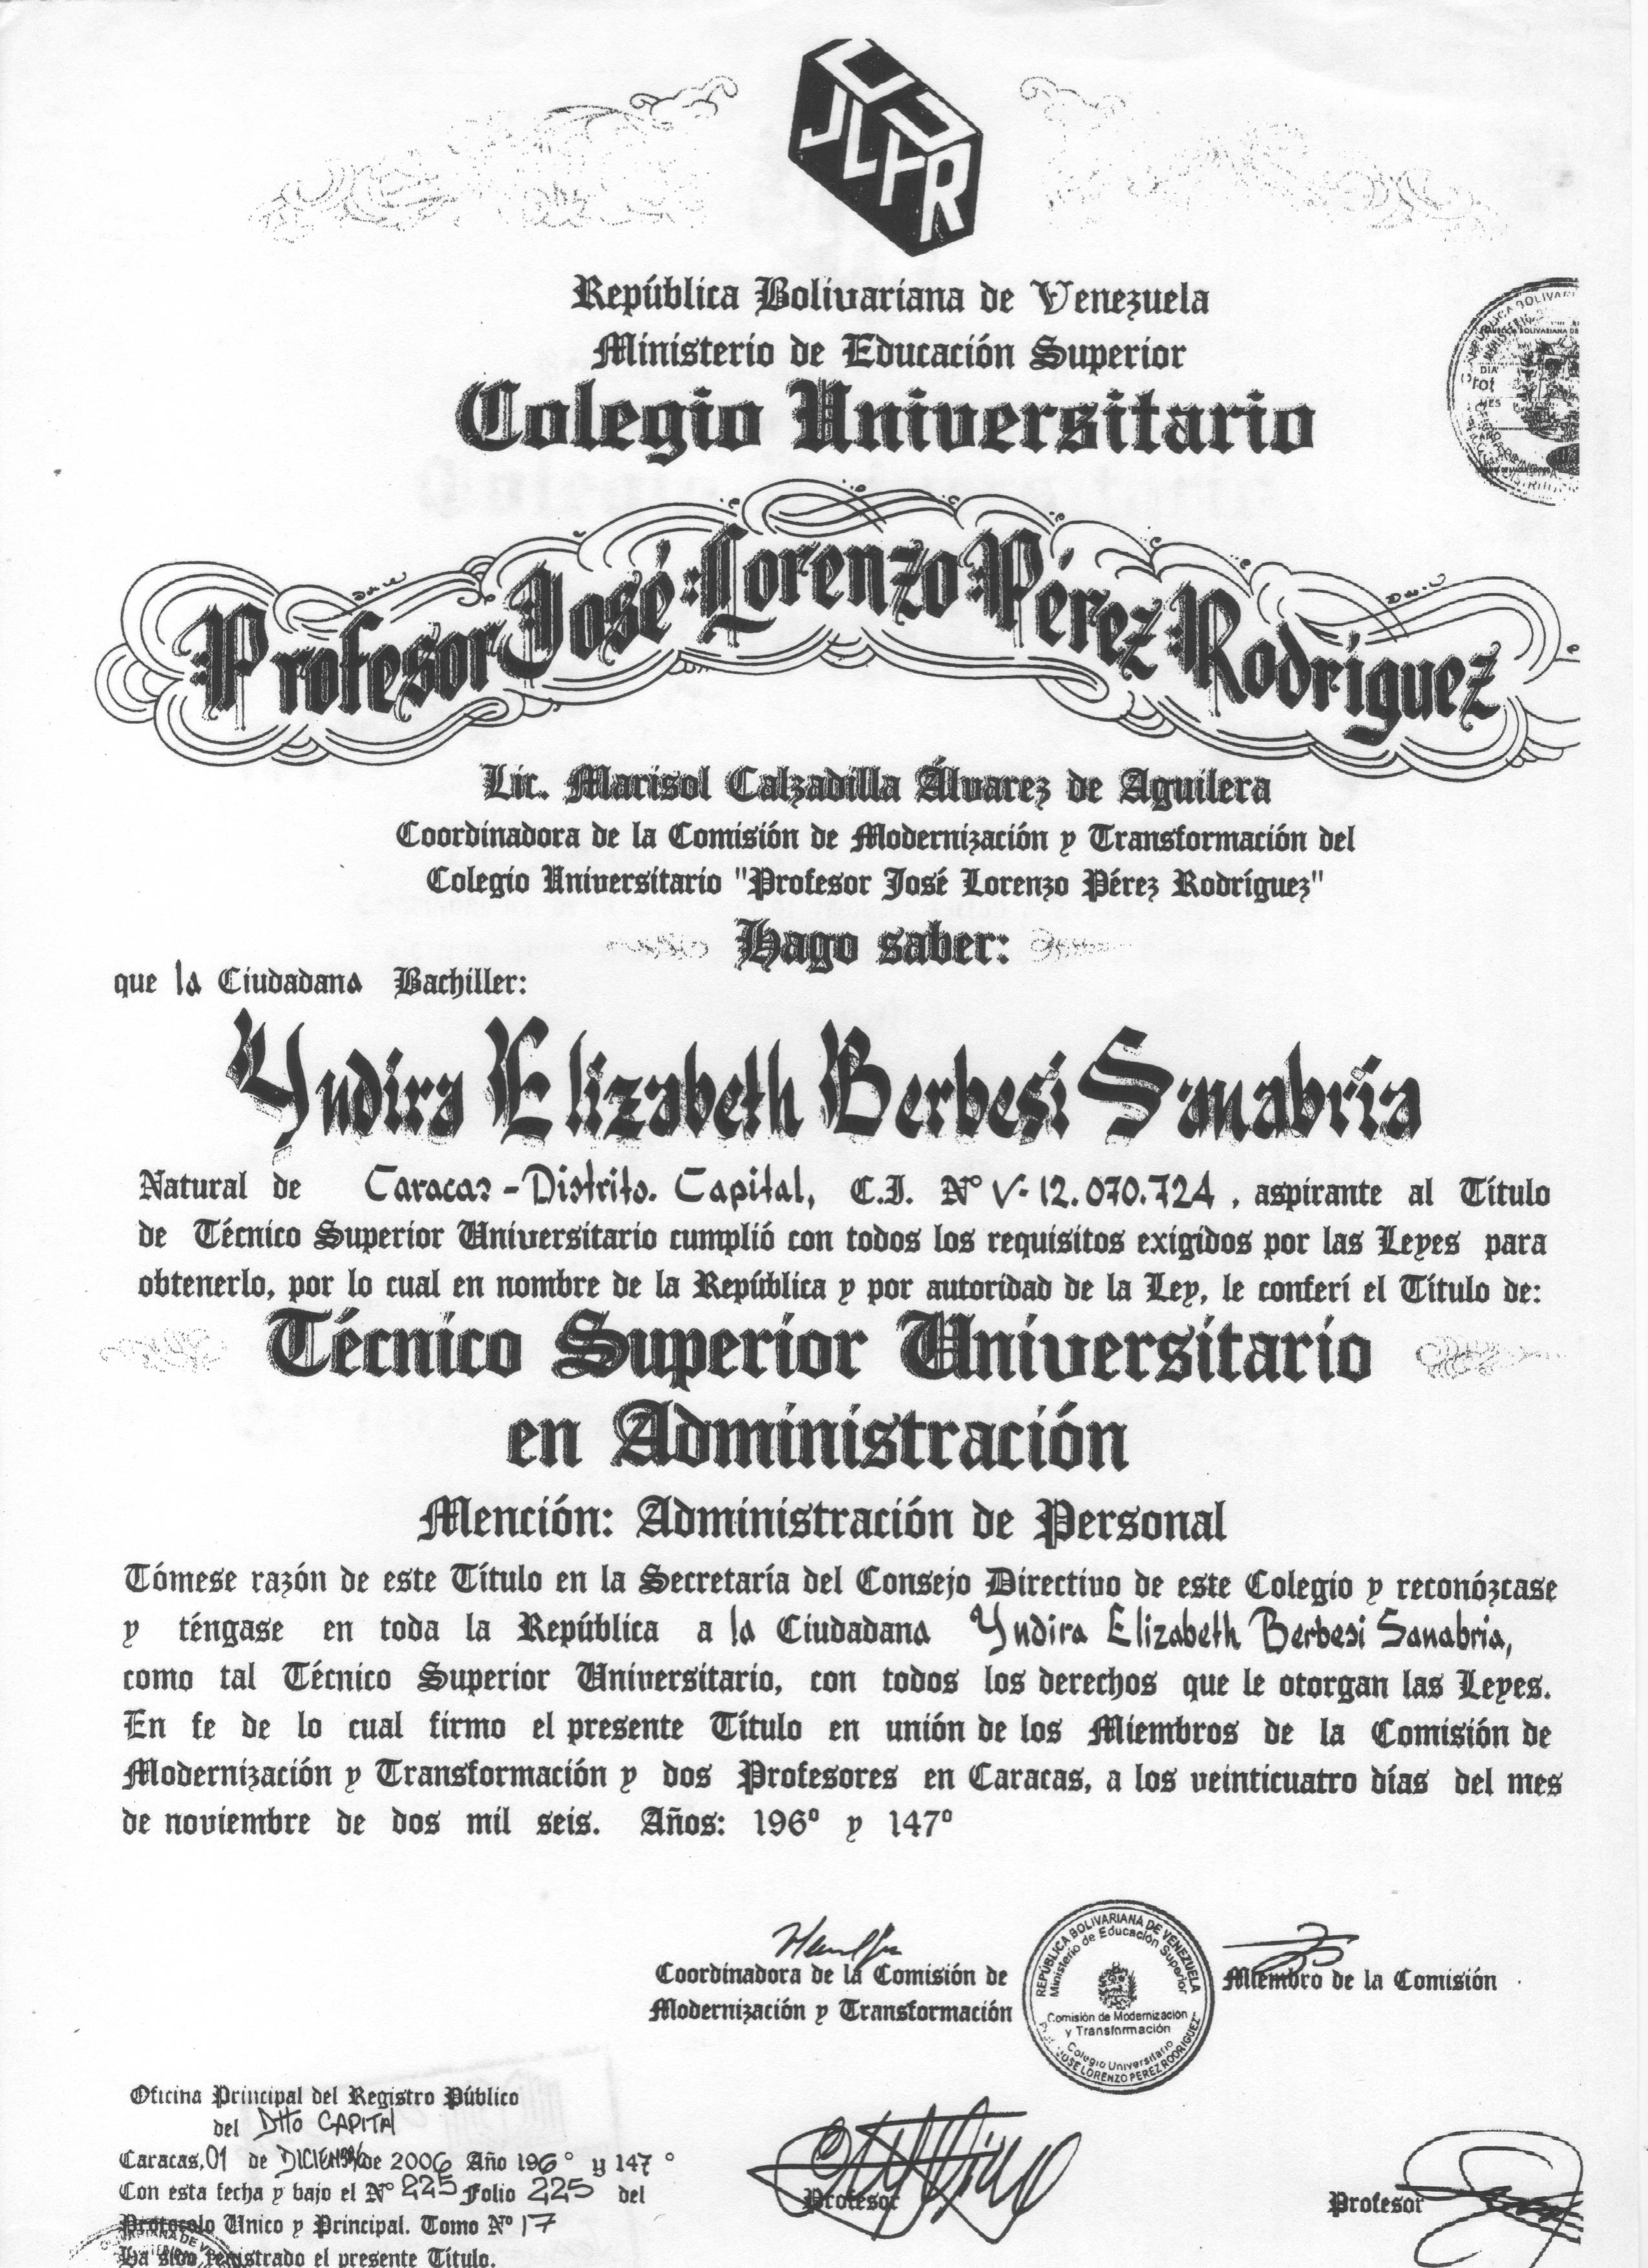 CU
JLPR
República Bolivariana de Venezuela
Ministerio de Educación Superior
Colegio Universitario
Profesor José Lorenzo Pérez Rodríguez
Lic. Marisol Calzadilla Álvarez de Aguilera
Coordinadora de la Comisión de Modernización y Transformación del
Colegio Universitario "Profesor José Lorenzo Pérez Rodríguez"
Hago saber:
que la Ciudadana Bachiller:
Yndira Elizabeth Berbesi Sanabria
Natural de Caracas - Distrito. Capital, C.I. Nº V- 12.070.724, aspirante al Título
de Técnico Superior Universitario cumplió con todos los requisitos exigidos por las Leyes para
obtenerlo, por lo cual en nombre de la República y por autoridad de la Ley, le conferí el Título de:
Técnico Superior Universitario
en Administración
Mención: Administración de Personal
Tómese razón de este Título en la Secretaría del Consejo Directivo de este Colegio y reconózcase
y téngase en toda la República a la Ciudadana Yndira Elizabeth Berbesi Sanabria,
como tal Técnico Superior Universitario, con todos los derechos que le otorgan las Leyes.
En fe de lo cual firmo el presente Título en unión de los Miembros de la Comisión de
Modernización y Transformación y dos Profesores en Caracas, a los veinticuatro días del mes
de noviembre de dos mil seis. Años: 196º y 147º
Coordinadora de la Comisión de
Modernización y Transformación
REPÚBLICA BOLIVARIANA DE VENEZUELA
Ministerio de Educación Superior
Comisión de Modernización
y Transformación
Colegio Universitario
JOSE LORENZO PEREZ RODRIGUEZ
Miembro de la Comisión
Oficina Principal del Registro Público
del Dtto CAPITAL
Caracas, 01 de DICIEMBRE de 2006 Año 196° y 147°
Con esta fecha y bajo el Nº 225 Folio 225 del
Protocolo Unico y Principal. Tomo Nº 17
Ha sido registrado el presente Título.
Profesor
Profesor